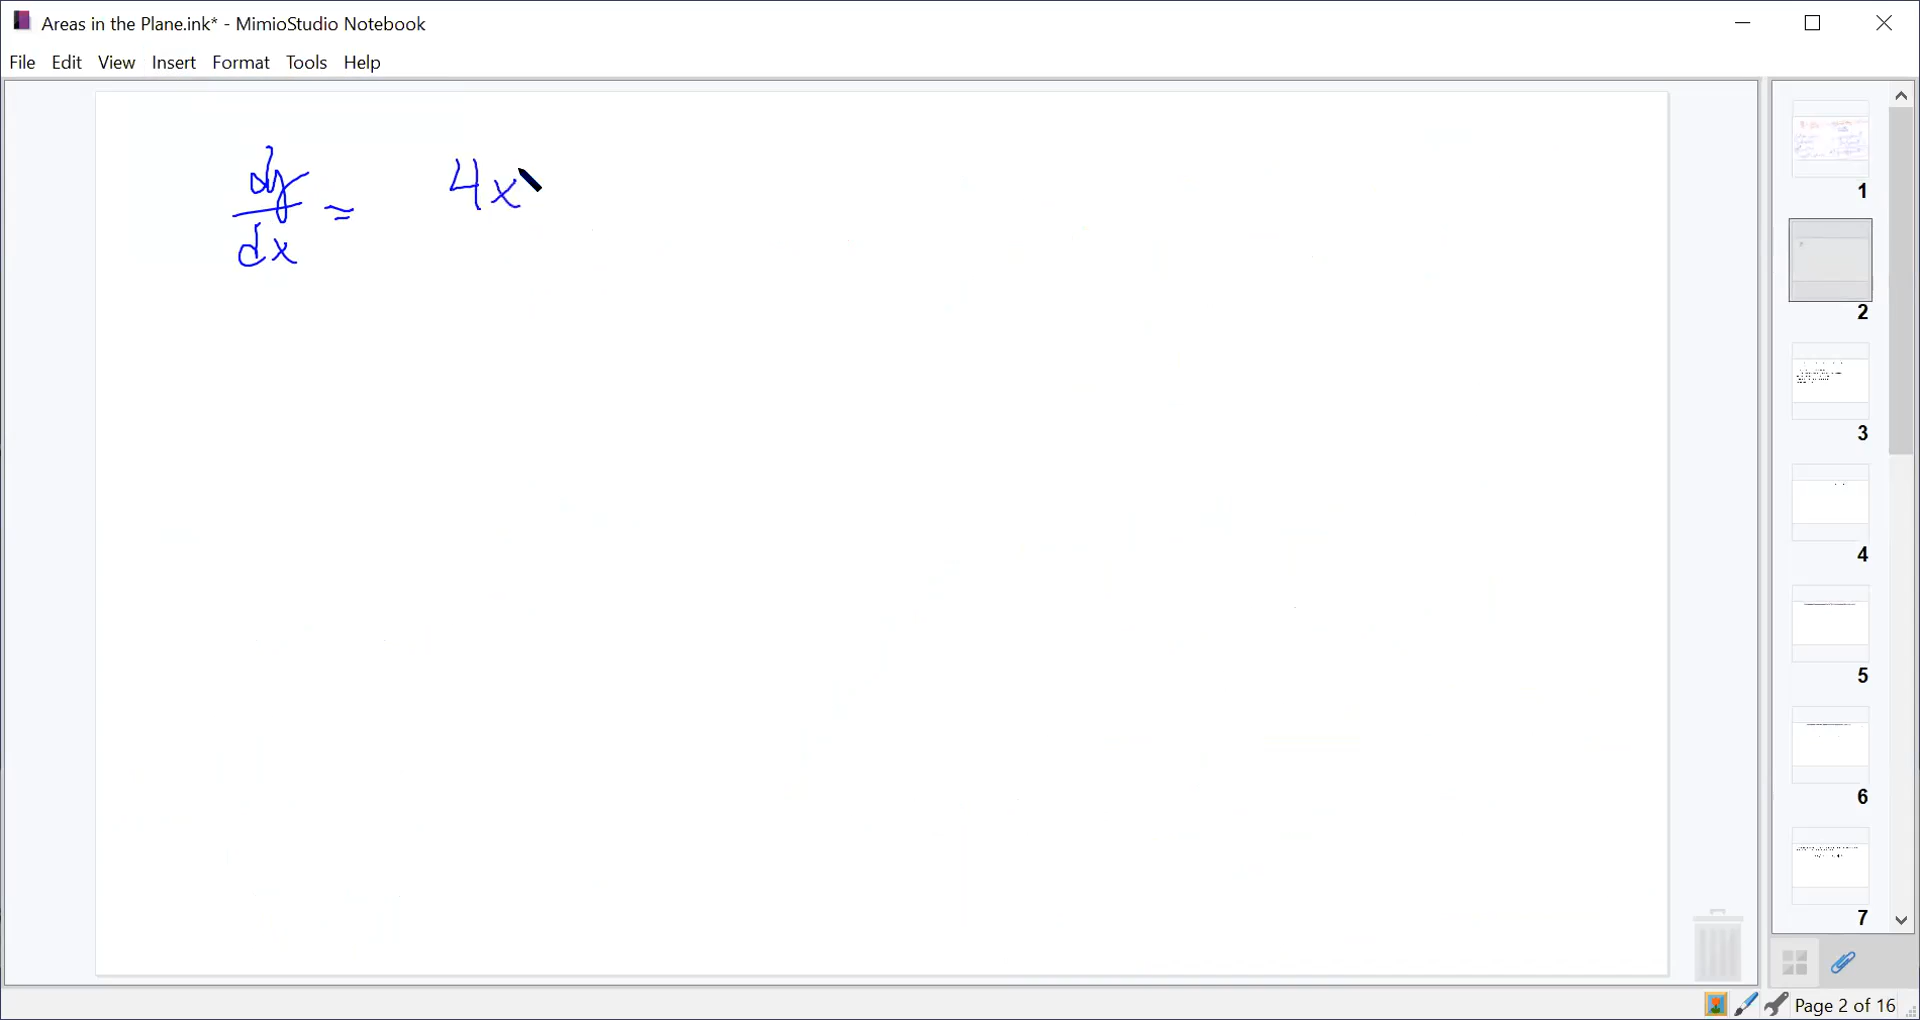 Areas in the Plane.ink* - MimioStudio Notebook
File Edit View Insert Format Tools Help
dy/dx = 4x
1
2
3
4
5
6
7
Page 2 of 16